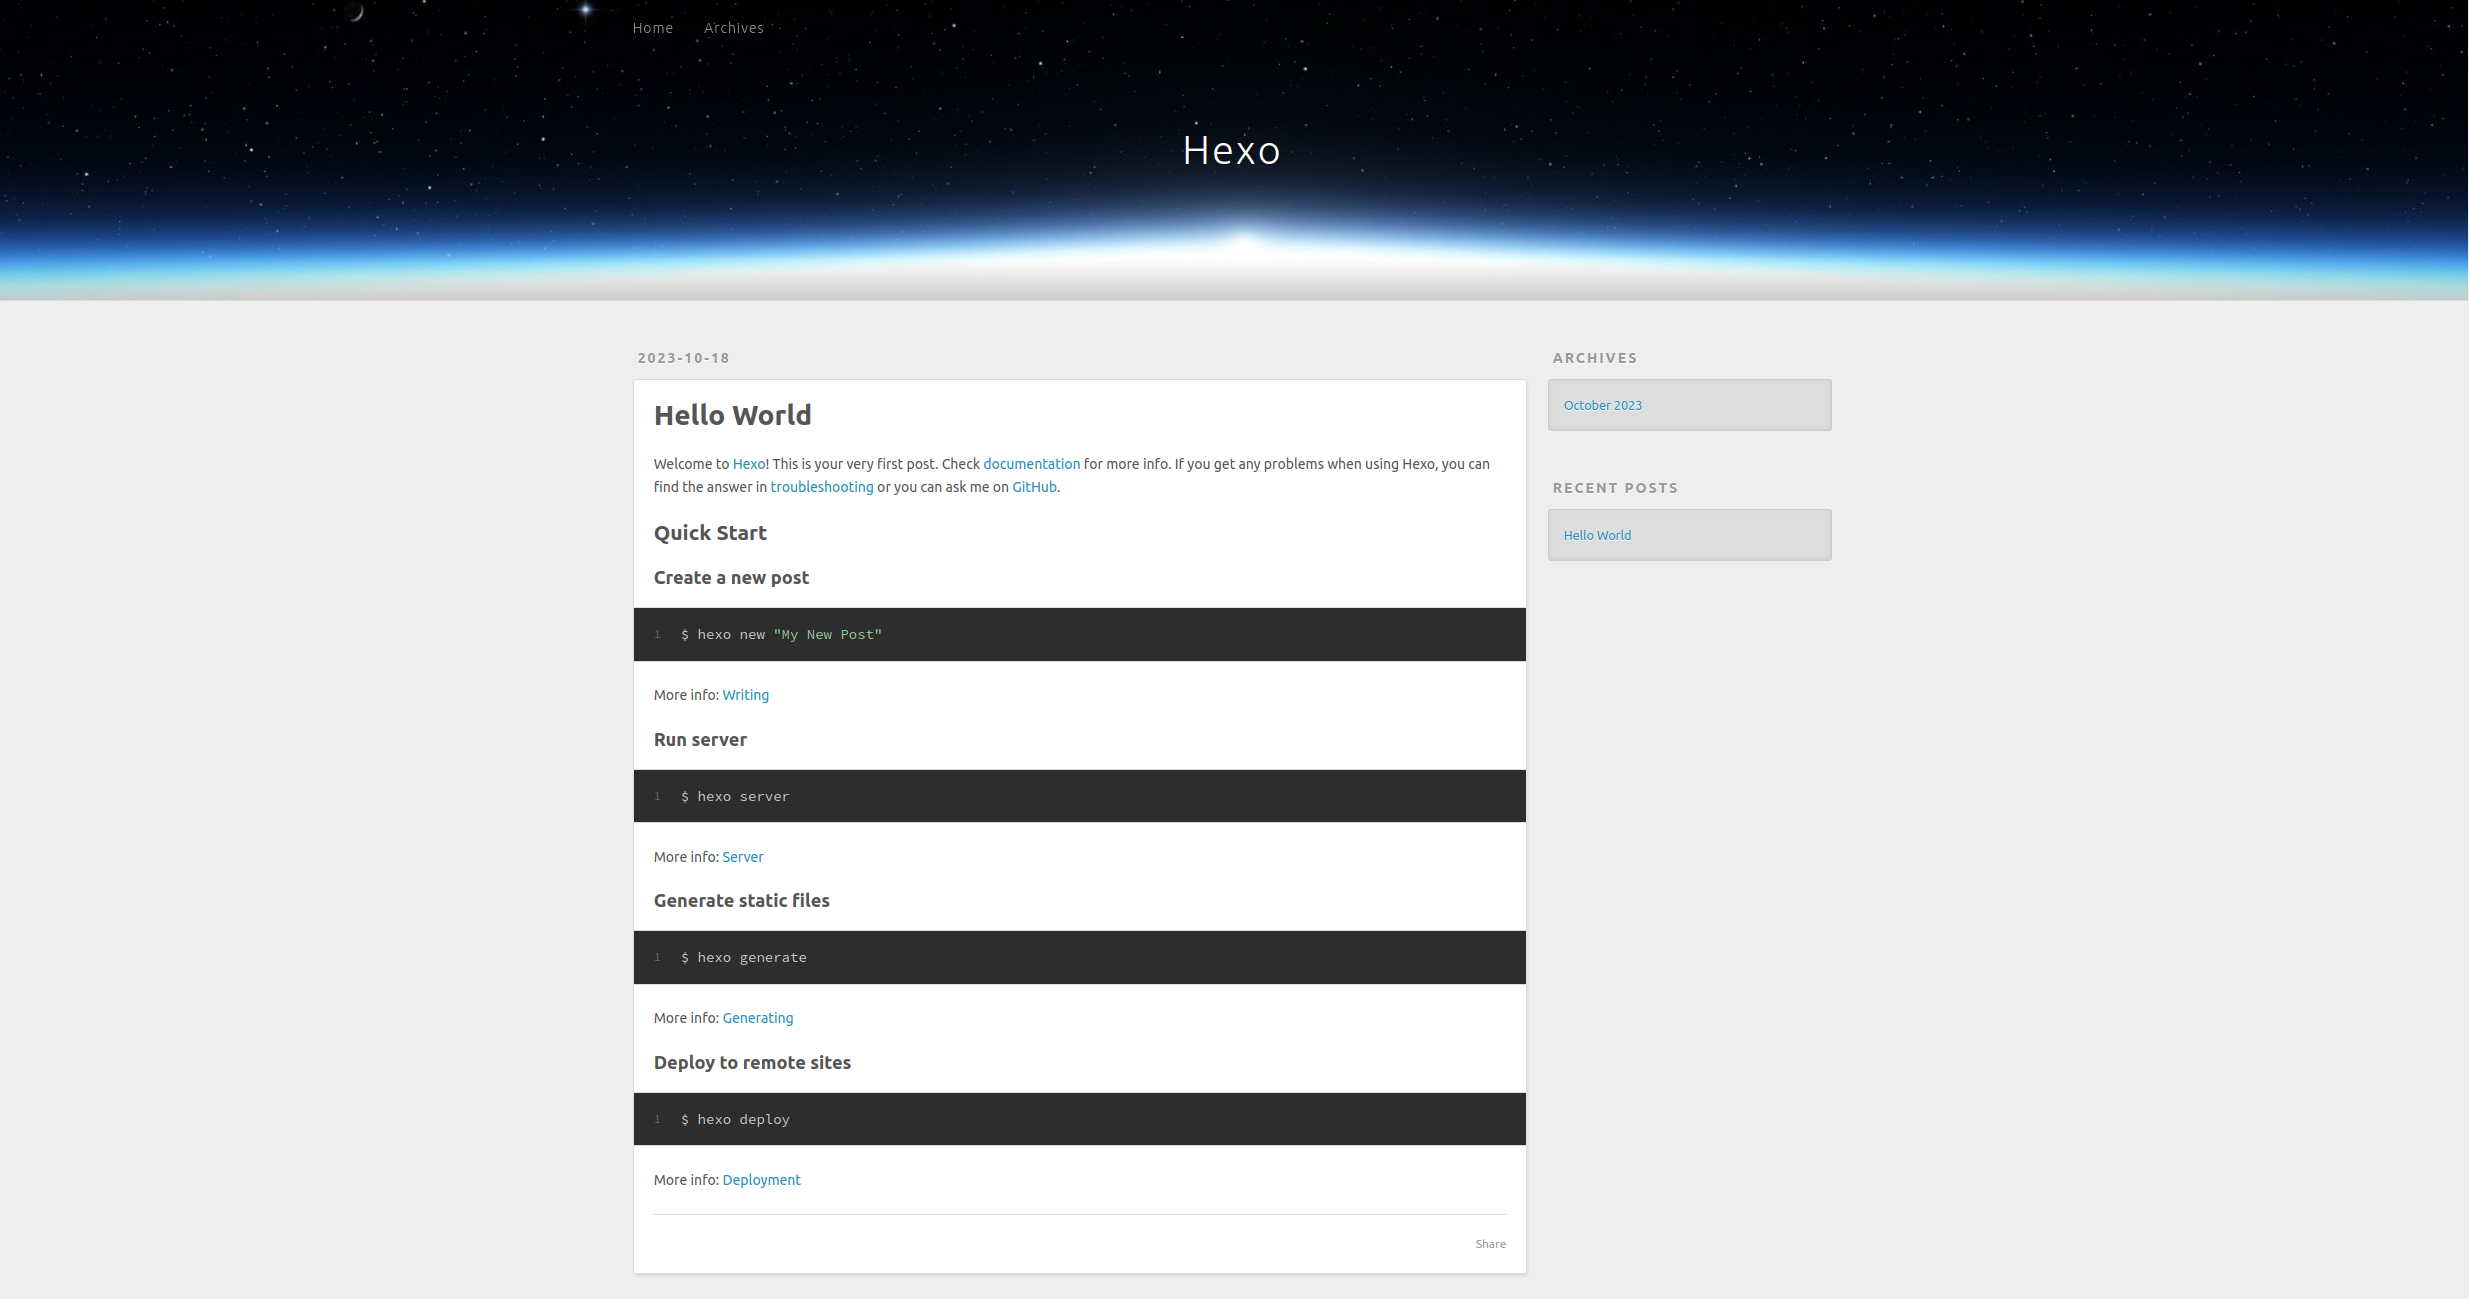 Home Archives
Hexo
2023-10-18
Hello World
Welcome to Hexo! This is your very first post. Check documentation for more info. If you get any problems when using Hexo, you can
find the answer in troubleshooting or you can ask me on GitHub.
Quick Start
Create a new post
1 $ hexo new "My New Post"
More info: Writing
Run server
1 $ hexo server
More info: Server
Generate static files
1 $ hexo generate
More info: Generating
Deploy to remote sites
1 $ hexo deploy
More info: Deployment
Share
ARCHIVES
October 2023
RECENT POSTS
Hello World